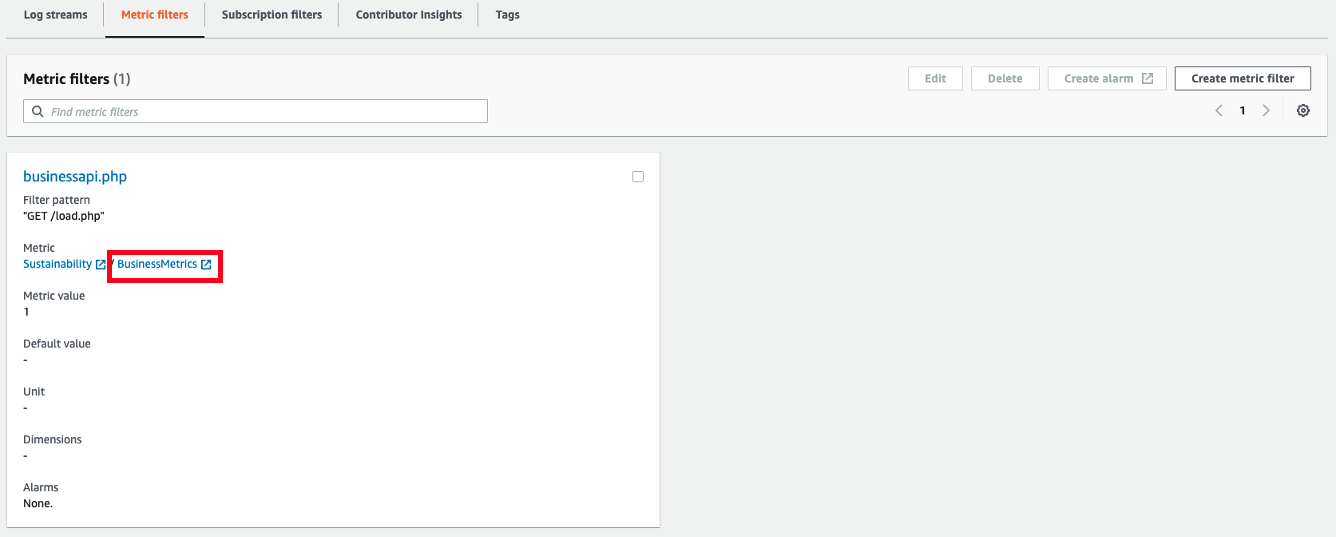 Log streams Metric filters Subscription filters Contributor Insights Tags
Metric filters (1) Edit Delete Create alarm Create metric filter
Find metric filters 1
businessapi.php
Filter pattern
"GET /load.php"
Metric
Sustainability / BusinessMetrics
Metric value
1
Default value
-
Unit
-
Dimensions
-
Alarms
None.